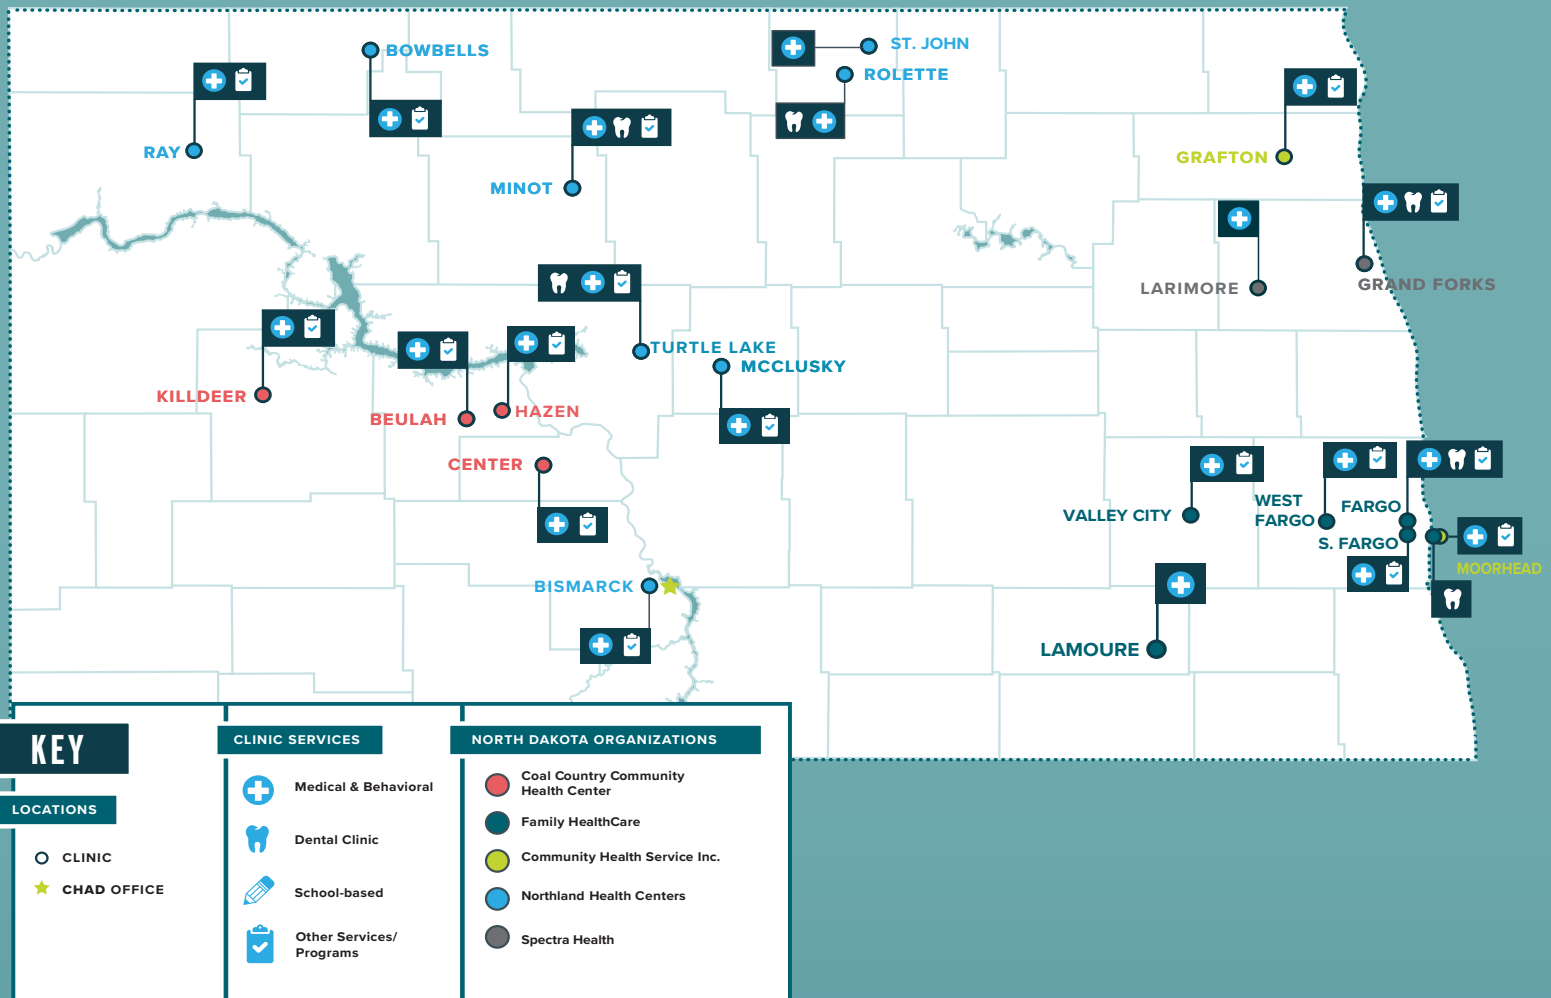 BOWBELLS
ST. JOHN
ROLETTE
RAY
MINOT
GRAFTON
LARIMORE
GRAND FORKS
TURTLE LAKE
MCCLUSKY
KILLDEER
BEULAH
HAZEN
CENTER
VALLEY CITY
WEST
FARGO
FARGO
S. FARGO
MOORHEAD
BISMARCK
LAMOURE
KEY
LOCATIONS
CLINIC
CHAD OFFICE
CLINIC SERVICES
Medical & Behavioral
Dental Clinic
School-based
Other Services/
Programs
NORTH DAKOTA ORGANIZATIONS
Coal Country Community
Health Center
Family HealthCare
Community Health Service Inc.
Northland Health Centers
Spectra Health